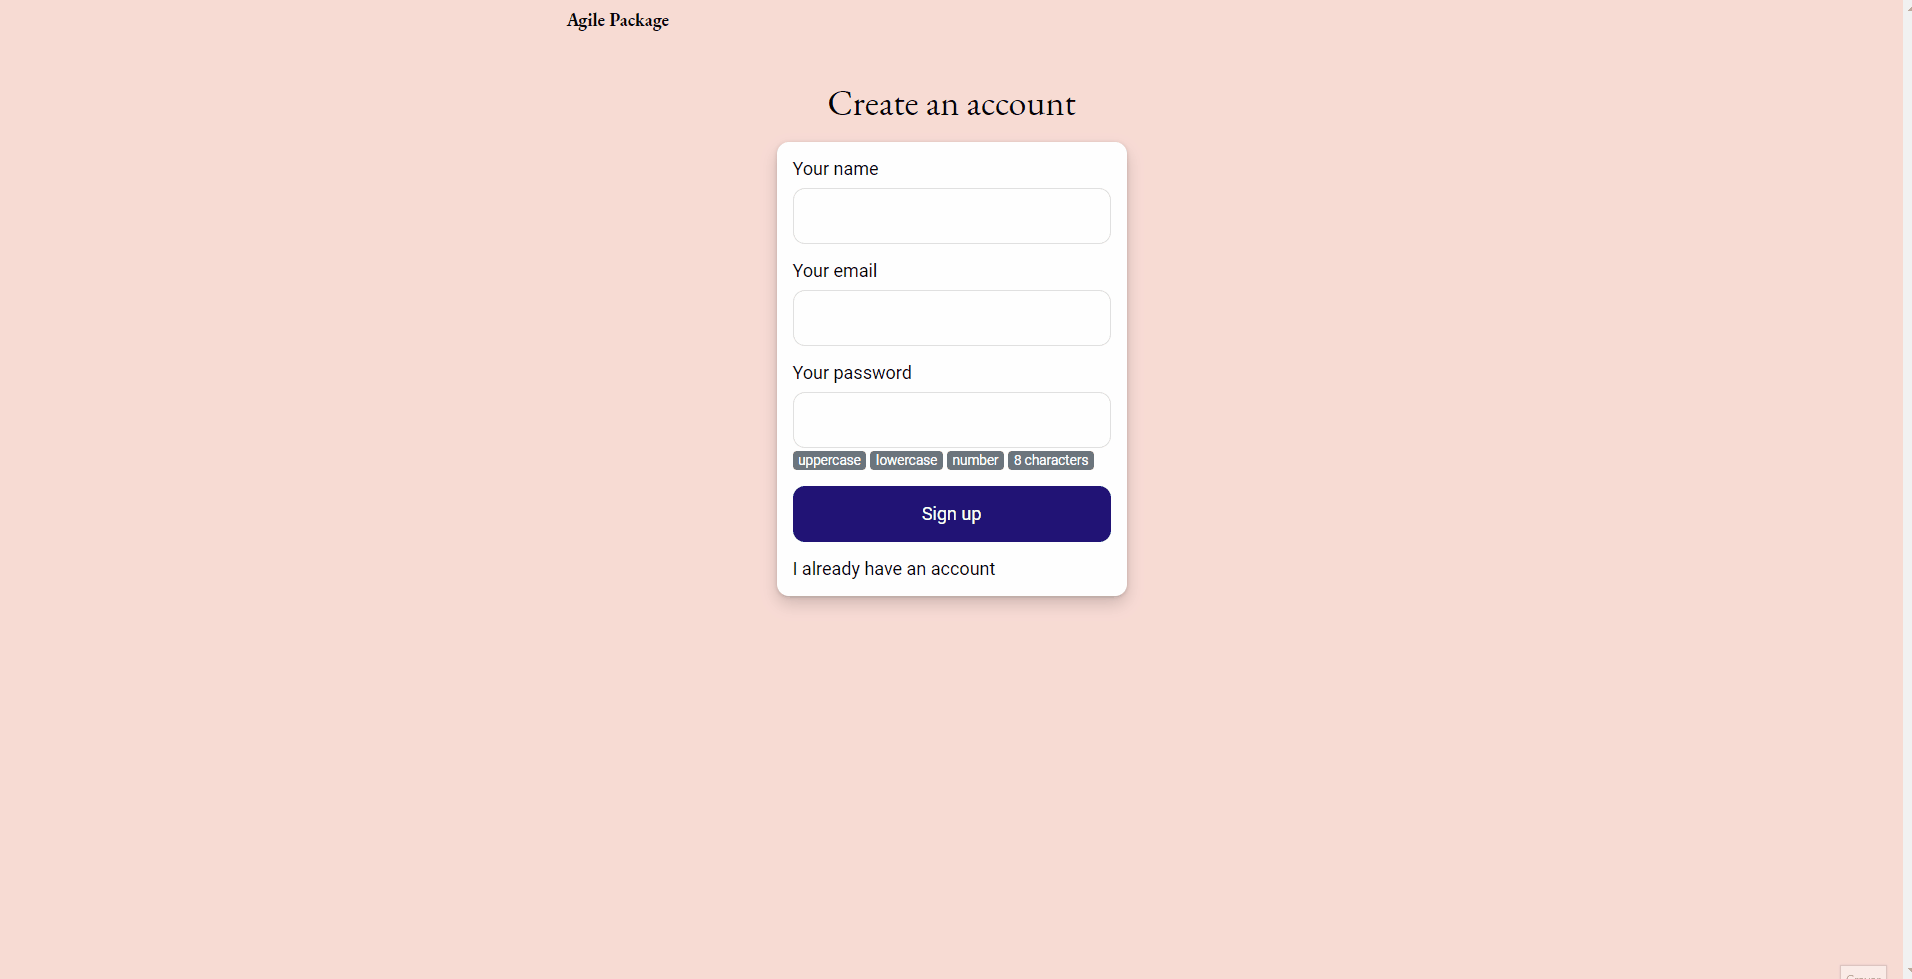 Agile Package
Create an account
Your name
Your email
Your password
uppercase lowercase number 8 characters
Sign up
I already have an account